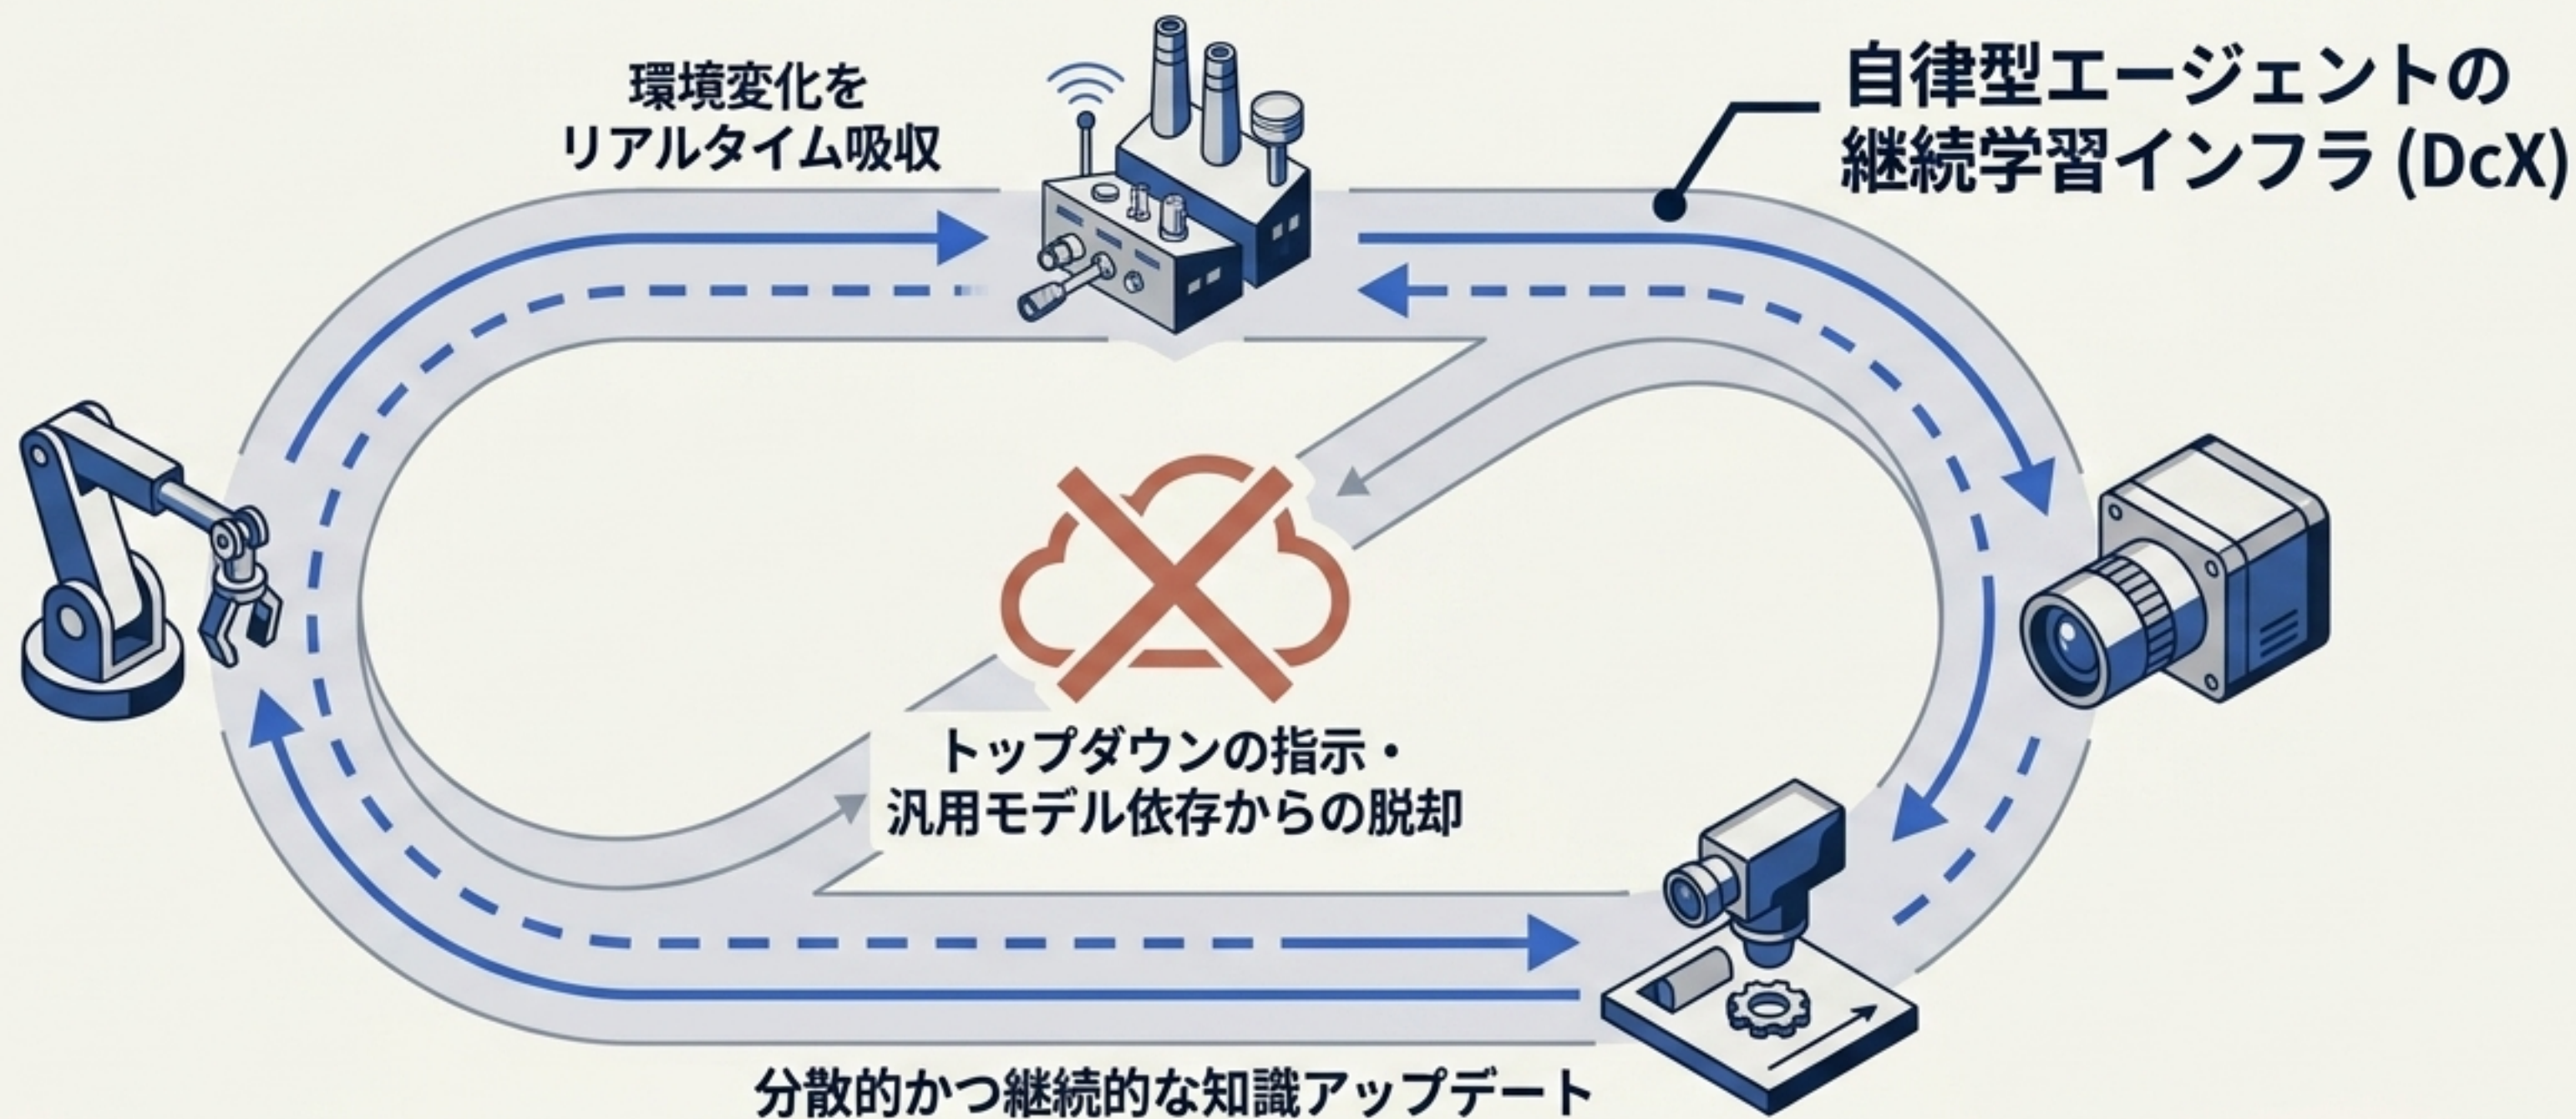 環境変化を
リアルタイム吸収
自律型エージェントの
継続学習インフラ (DcX)
トップダウンの指示・
汎用モデル依存からの脱却
分散的かつ継続的な知識アップデート